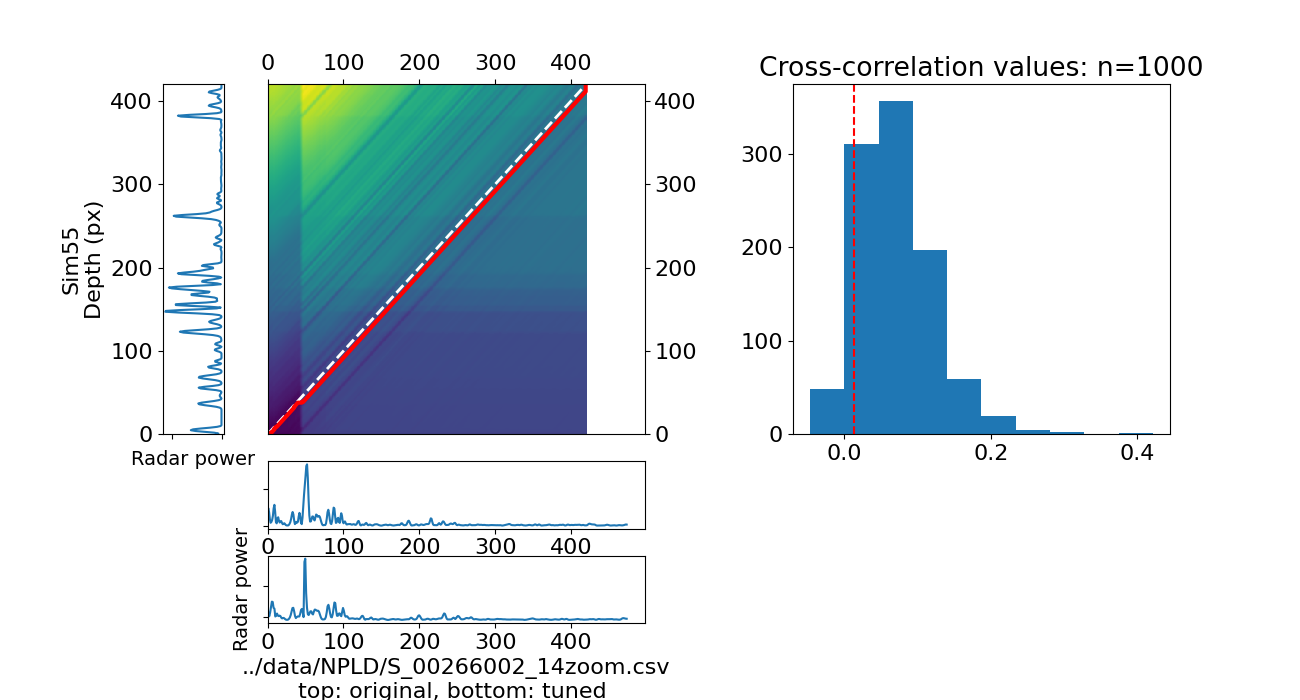 Cross-correlation values: n=1000
0 100 200 300 400
400 300 200 100 0
Sim55
Depth (px)
Radar power
400 300 200 100 0
300 200 100 0
0.0 0.2 0.4
0 100 200 300 400
Radar power
0 100 200 300 400
../data/NPLD/S_00266002_14zoom.csv
top: original, bottom: tuned